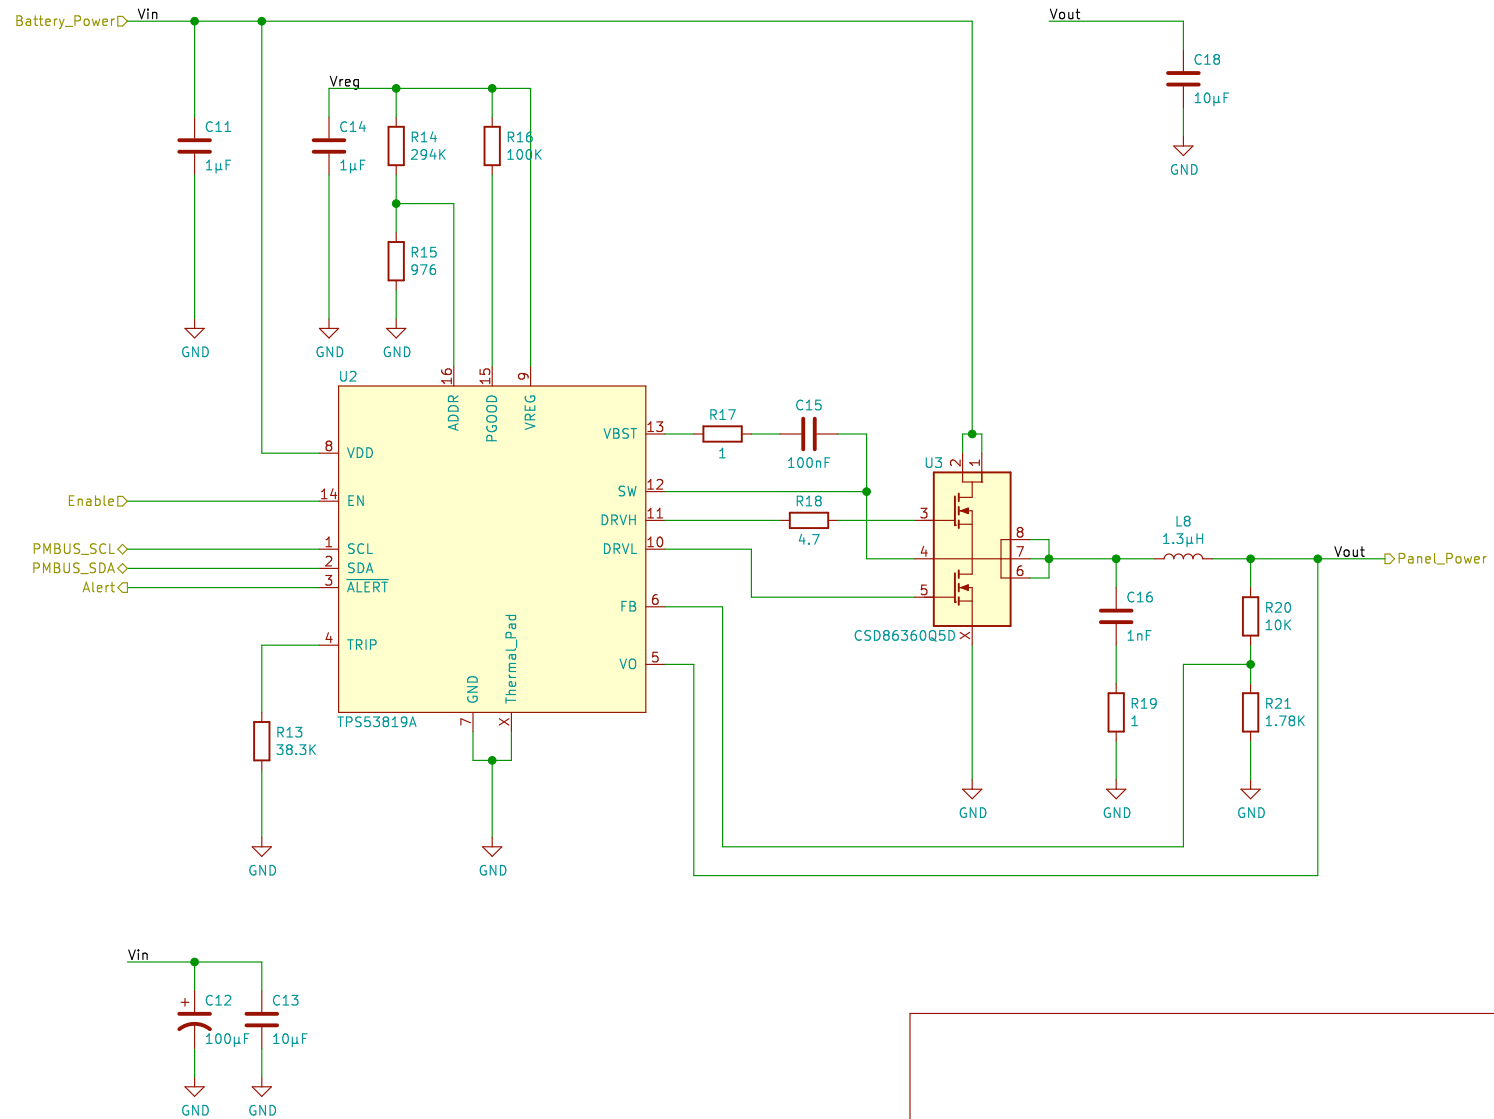 Battery_Power
Vin
Vout
C18
10µF
GND
Vreg
C11
1µF
C14
1µF
R14
294K
R16
100K
R15
976
GND
GND
GND
U2
16
15
9
ADDR
PGOOD
VREG
8
VDD
Enable
14
EN
PMBUS_SCL
1
SCL
PMBUS_SDA
2
SDA
Alert
3
ALERT
4
TRIP
VBST
13
SW
12
DRVH
11
DRVL
10
FB
6
VO
5
GND
Thermal_Pad
7
X
TPS53819A
R13
38.3K
GND
GND
R17
1
C15
100nF
R18
4.7
U3
2
1
3
4
5
8
7
6
CSD86360Q5D
X
GND
L8
1.3µH
Vout
Panel_Power
C16
1nF
R19
1
GND
R20
10K
R21
1.78K
GND
Vin
+
C12
100µF
C13
10µF
GND
GND